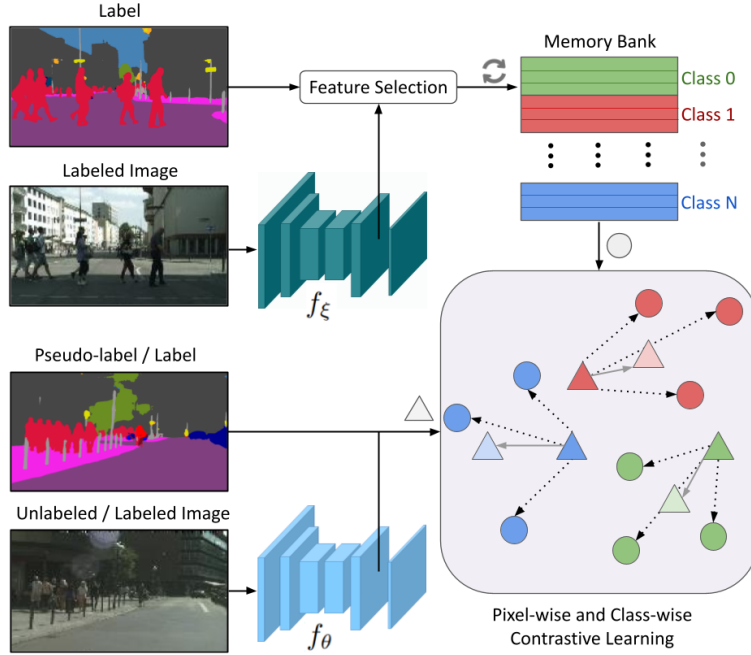 Label
Feature Selection
Memory Bank
Class 0
Class 1
Class N
Labeled Image
fξ
Pseudo-label / Label
Unlabeled / Labeled Image
fθ
Pixel-wise and Class-wise
Contrastive Learning